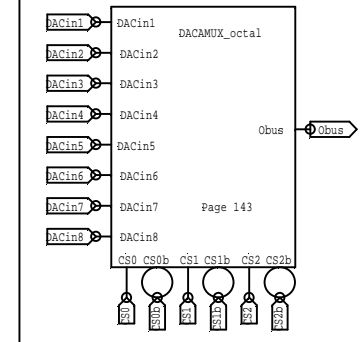 DACin1 DACin1
DACAMUX_octal
DACin2 DACin2
DACin3 DACin3
DACin4 DACin4
Obus Obus
DACin5 DACin5
DACin6 DACin6
DACin7 DACin7
Page 143
DACin8 DACin8
CS0 CS0b CS1 CS1b CS2 CS2b
CS0 CS0b CS1 CS1b CS2 CS2b